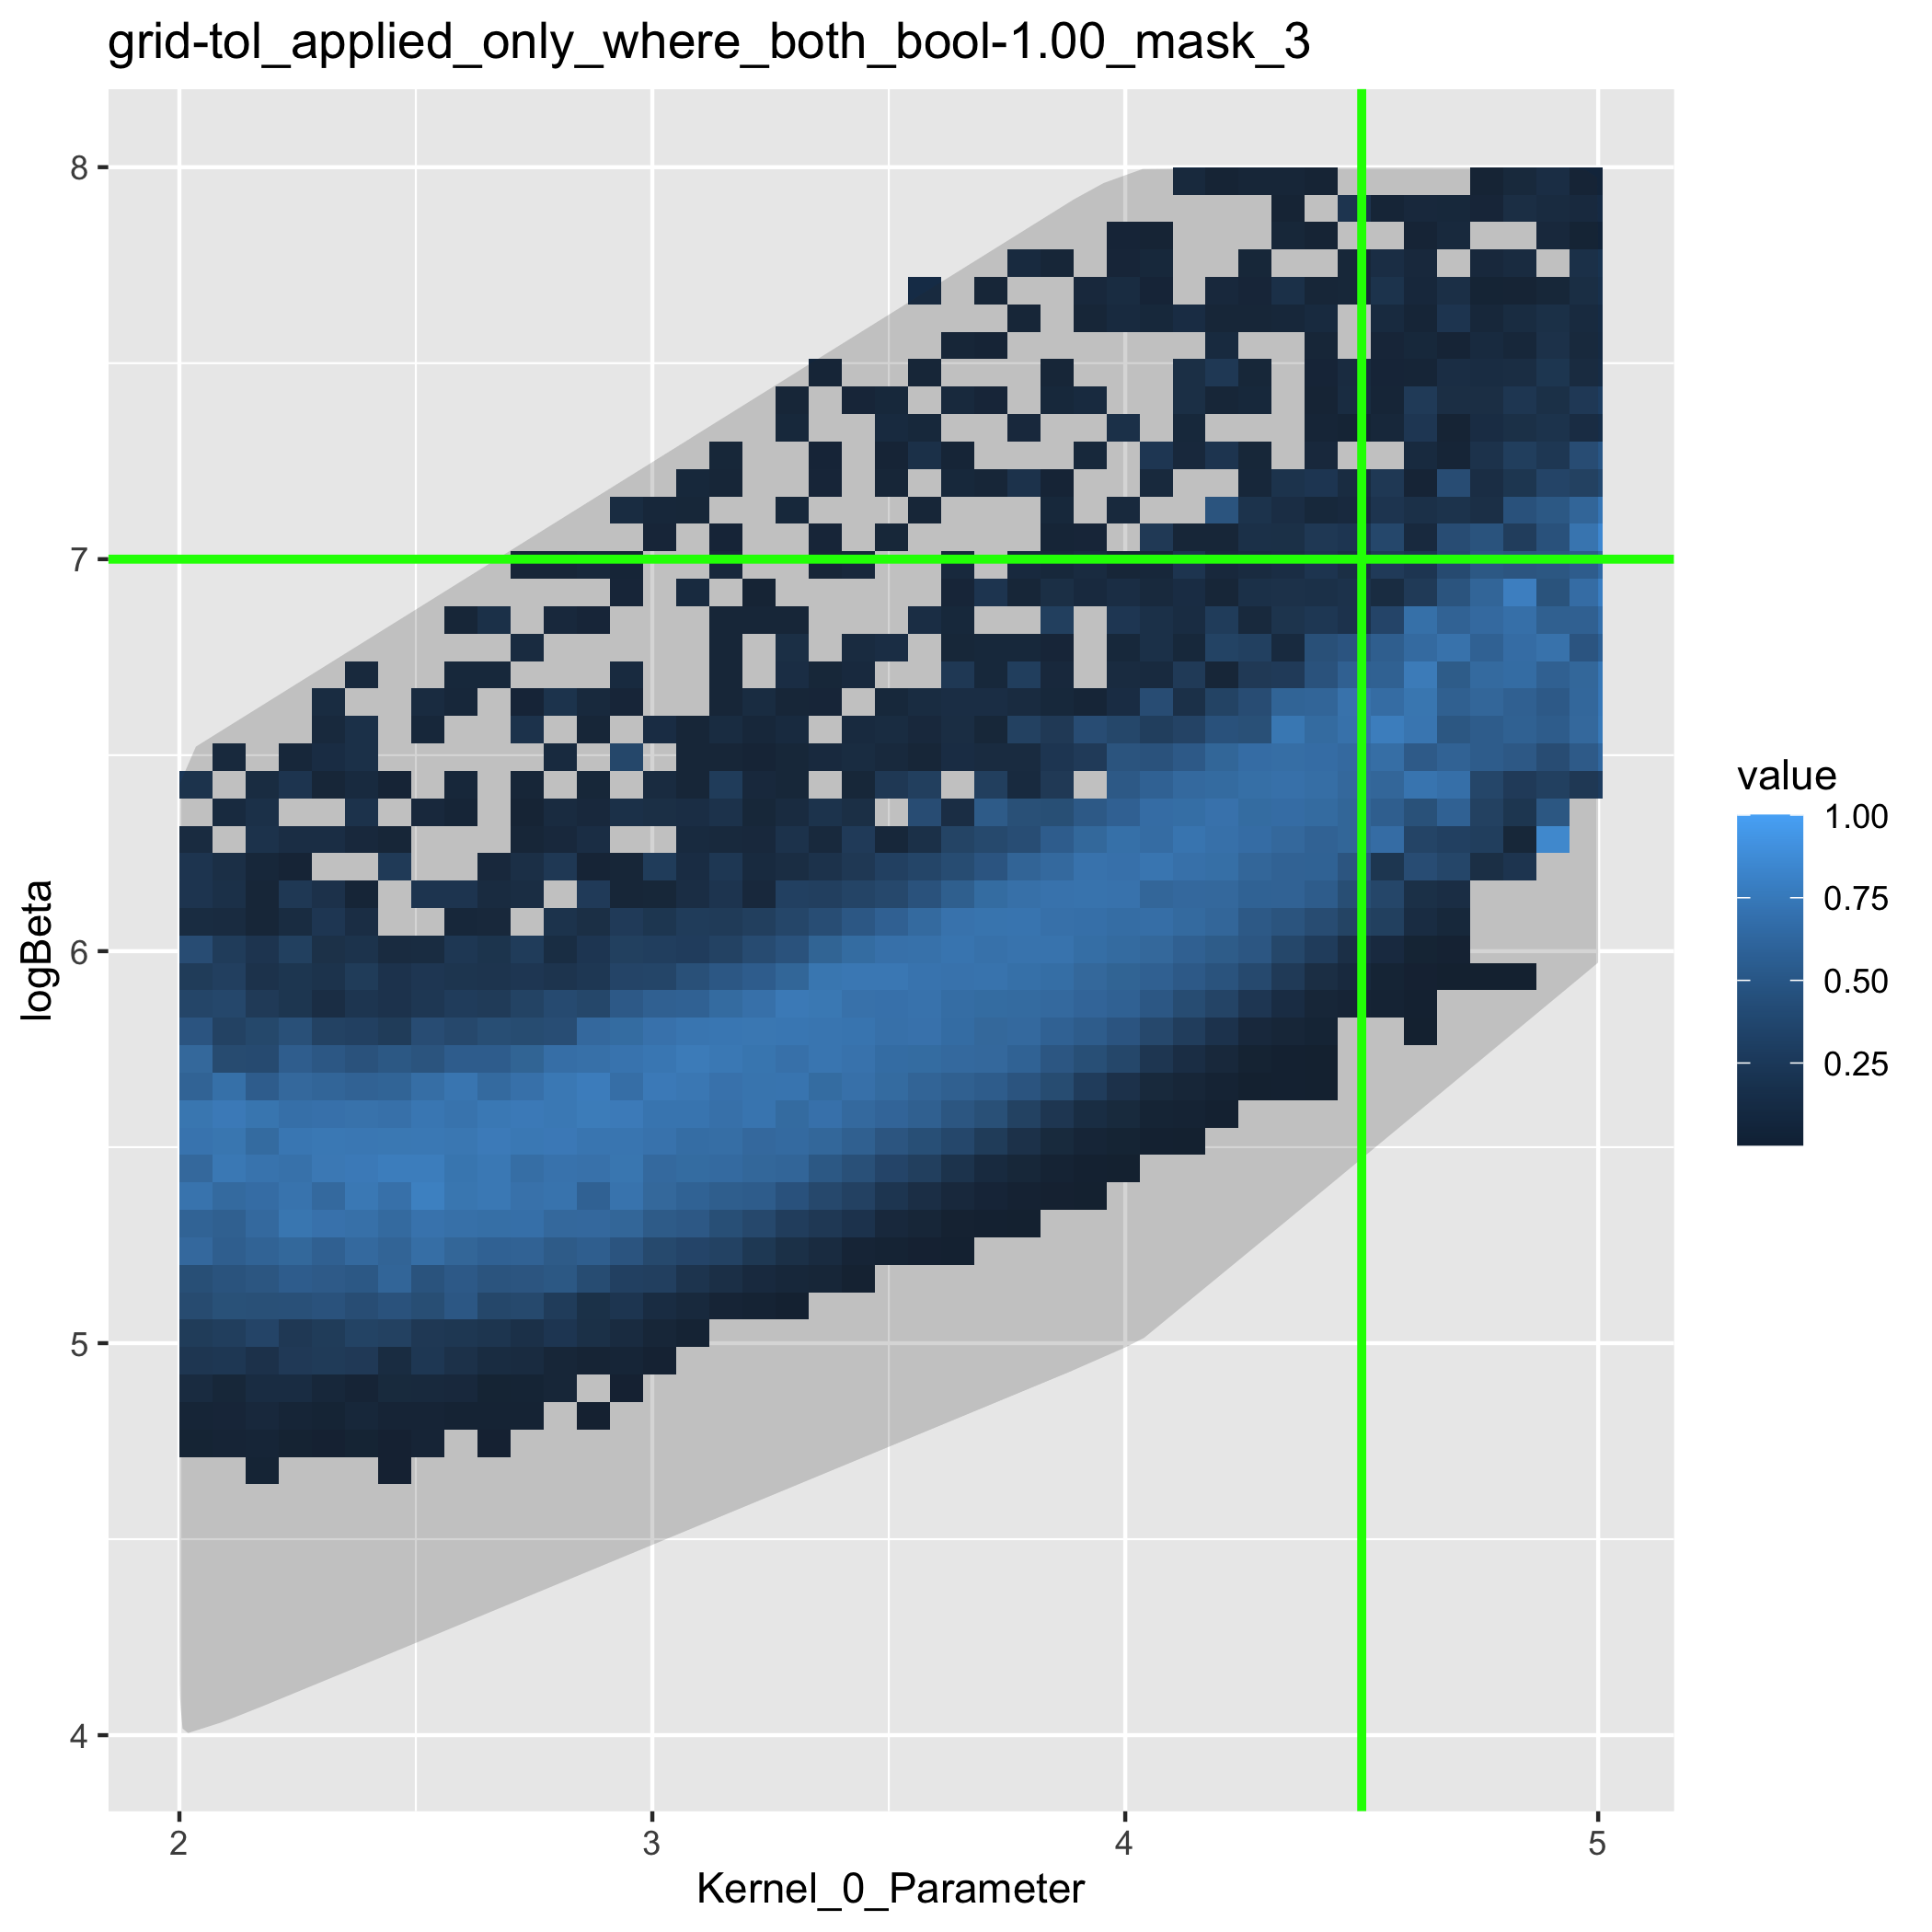 grid-tol_applied_only_where_both_bool-1.00_mask_3
8
7
6
5
4
logBeta
2 3 4 5
Kernel_0_Parameter
value
1.00
0.75
0.50
0.25